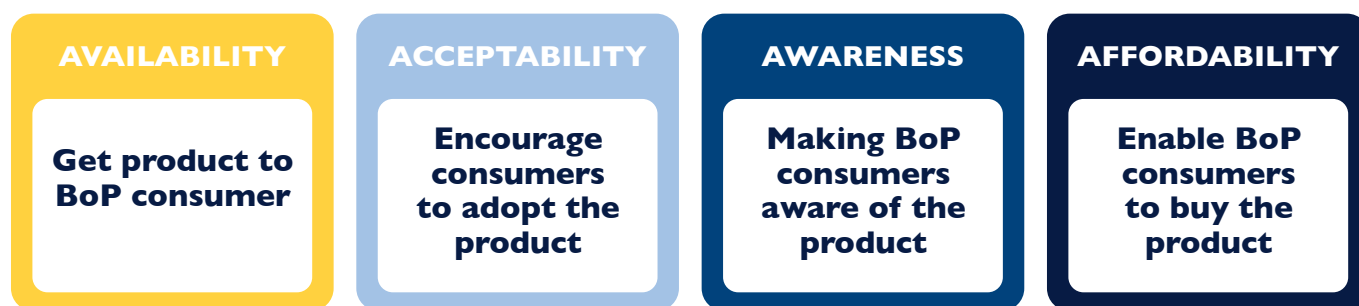 AVAILABILITY
Get product to
BoP consumer
ACCEPTABILITY
Encourage
consumers
to adopt the
product
AWARENESS
Making BoP
consumers
aware of the
product
AFFORDABILITY
Enable BoP
consumers
to buy the
product